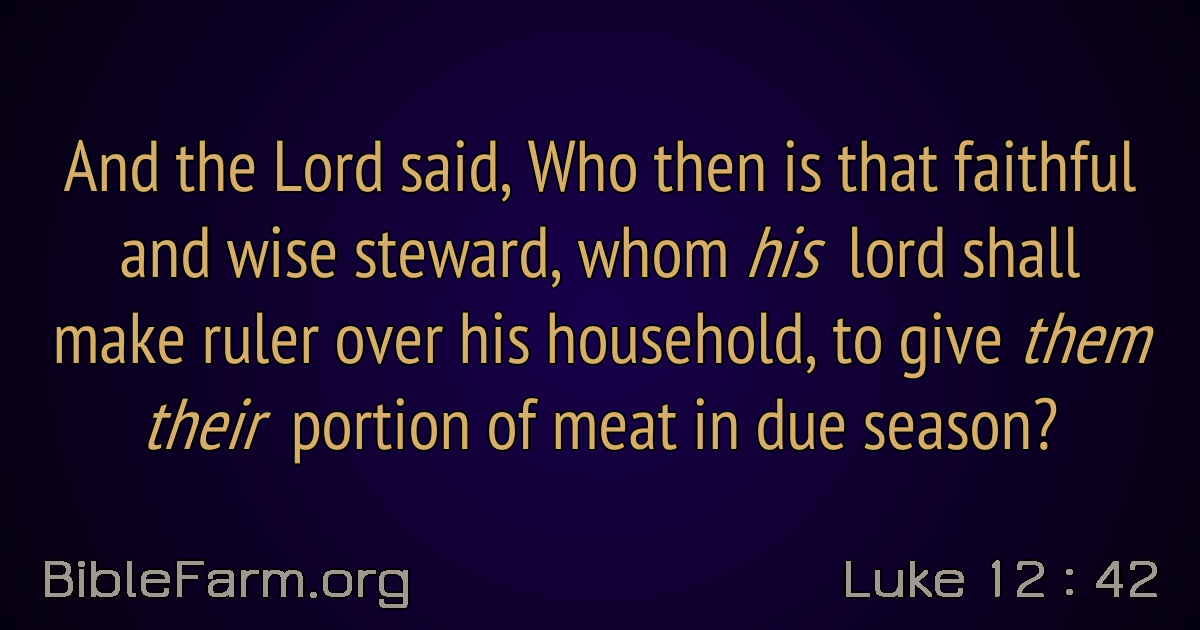 And the Lord said, Who then is that faithful
and wise steward, whom his lord shall
make ruler over his household, to give them
their portion of meat in due season?
BibleFarm.org
Luke 12 : 42